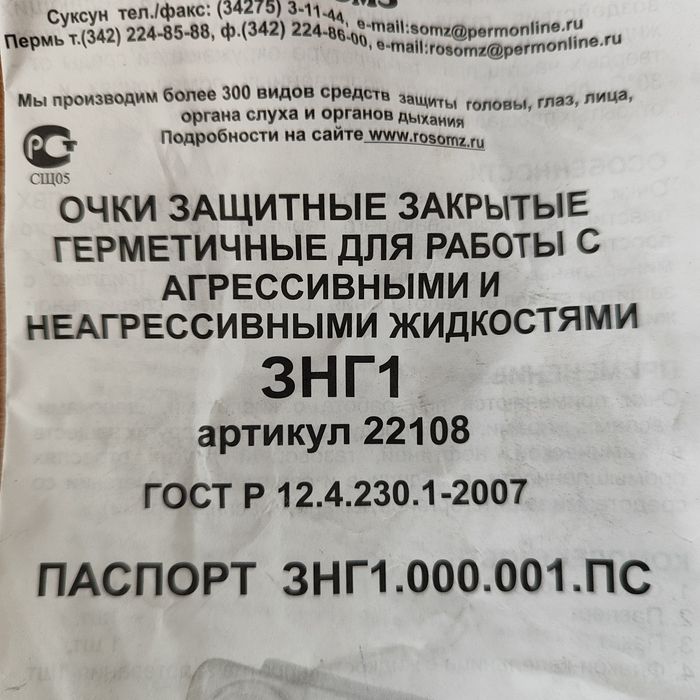 Суксун тел./факс: (34275) 3-11-44, e-mail:somz@permonline.ru
Пермь т.(342) 224-85-88, ф.(342) 224-86-00, e-mail:rosomz@permonline.ru
Мы производим более 300 видов средств защиты головы, глаз, лица,
органа слуха и органов дыхания
Подробности на сайте www.rosomz.ru
РСТ
СЩ05
ОЧКИ ЗАЩИТНЫЕ ЗАКРЫТЫЕ
ГЕРМЕТИЧНЫЕ ДЛЯ РАБОТЫ С
АГРЕССИВНЫМИ И
НЕАГРЕССИВНЫМИ ЖИДКОСТЯМИ
ЗНГ1
артикул 22108
ГОСТ Р 12.4.230.1-2007
ПАСПОРТ ЗНГ1.000.001.ПС